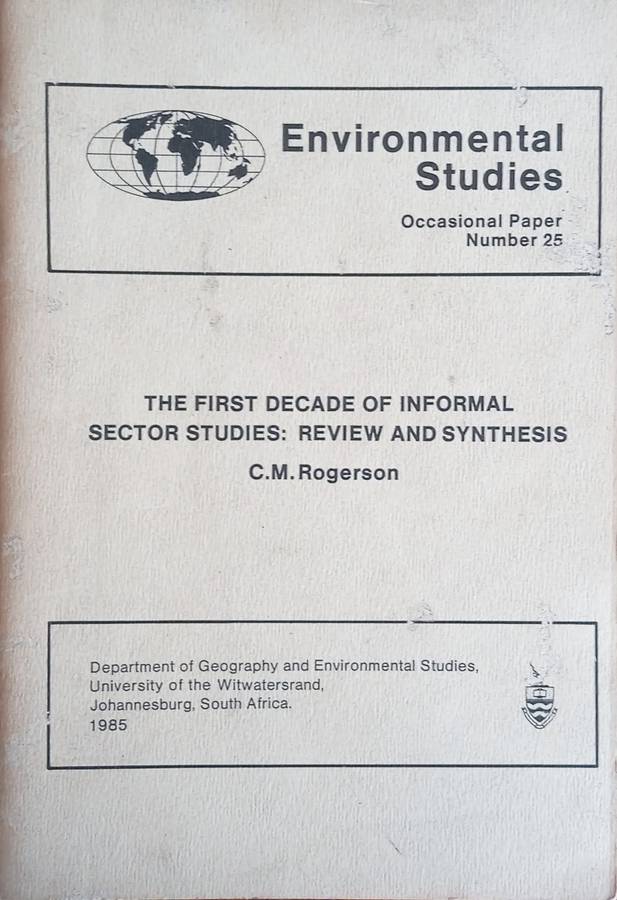 Environmental
Studies
Occasional Paper
Number 25
THE FIRST DECADE OF INFORMAL
SECTOR STUDIES: REVIEW AND SYNTHESIS
C.M. Rogerson
Department of Geography and Environmental Studies,
University of the Witwatersrand,
Johannesburg, South Africa.
1985